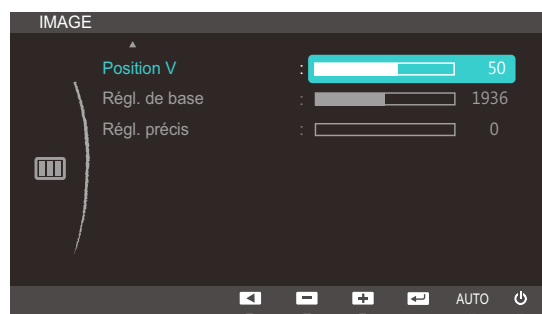 IMAGE
Position V : 50
Régl. de base : 1936
Régl. précis : 0
AUTO